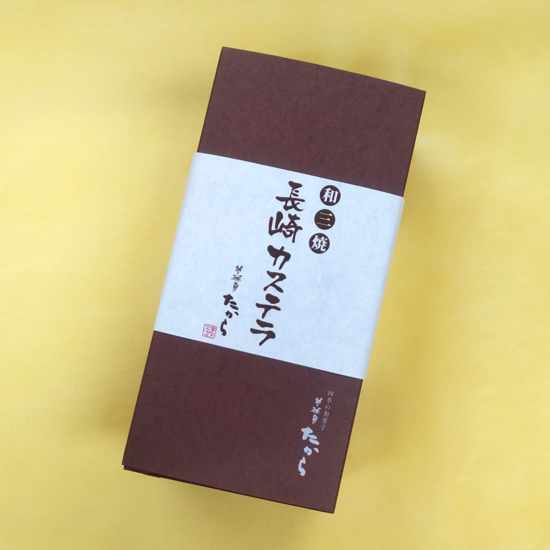 和三焼
長崎カステラ
たから
四季の和菓子
たから